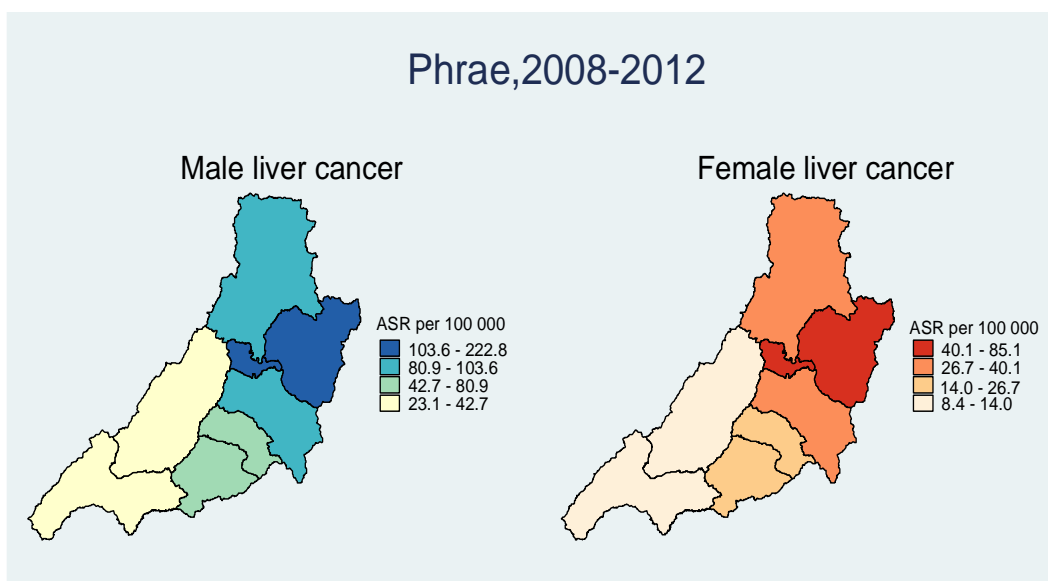 Phrae,2008-2012
Male liver cancer
ASR per 100 000
103.6 - 222.8
80.9 - 103.6
42.7 - 80.9
23.1 - 42.7
Female liver cancer
ASR per 100 000
40.1 - 85.1
26.7 - 40.1
14.0 - 26.7
8.4 - 14.0